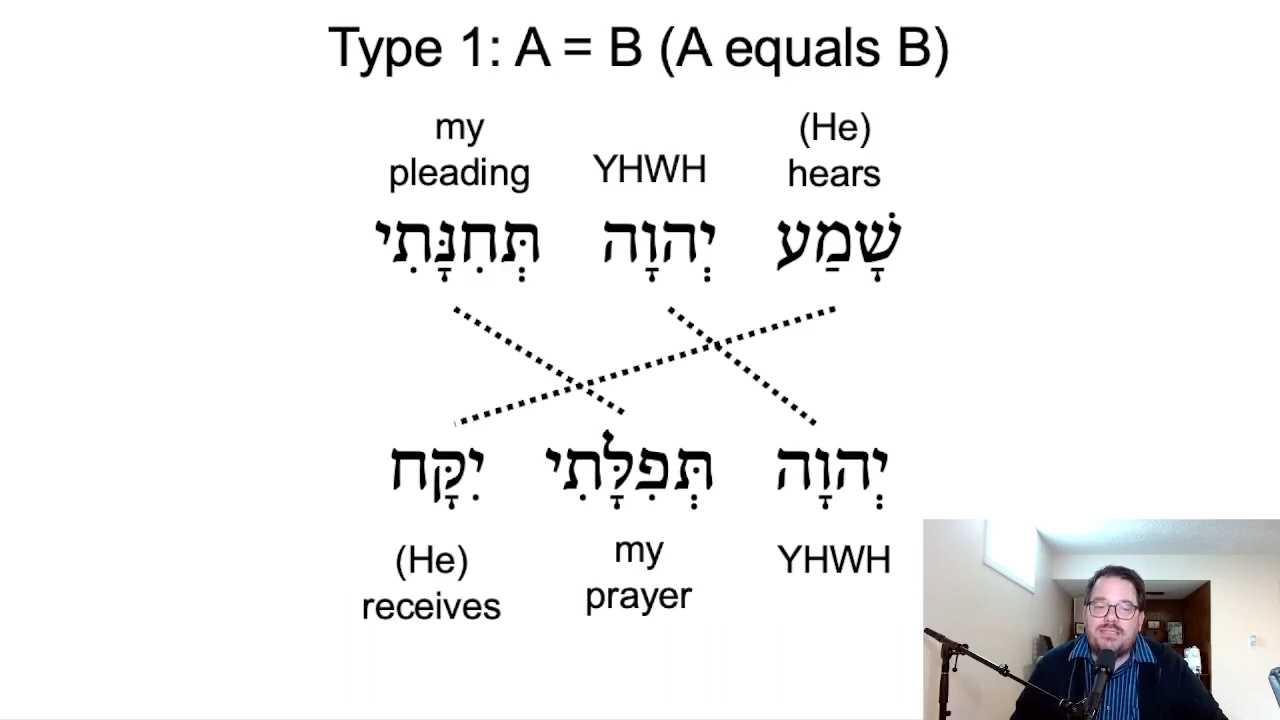 Type 1: A = B (A equals B)
my pleading YHWH (He) hears
שָׁמַע יְהוָה תְּחִנָּתִי
יְהוָה תְּפִלָּתִי יִקָּח
(He) receives my prayer YHWH